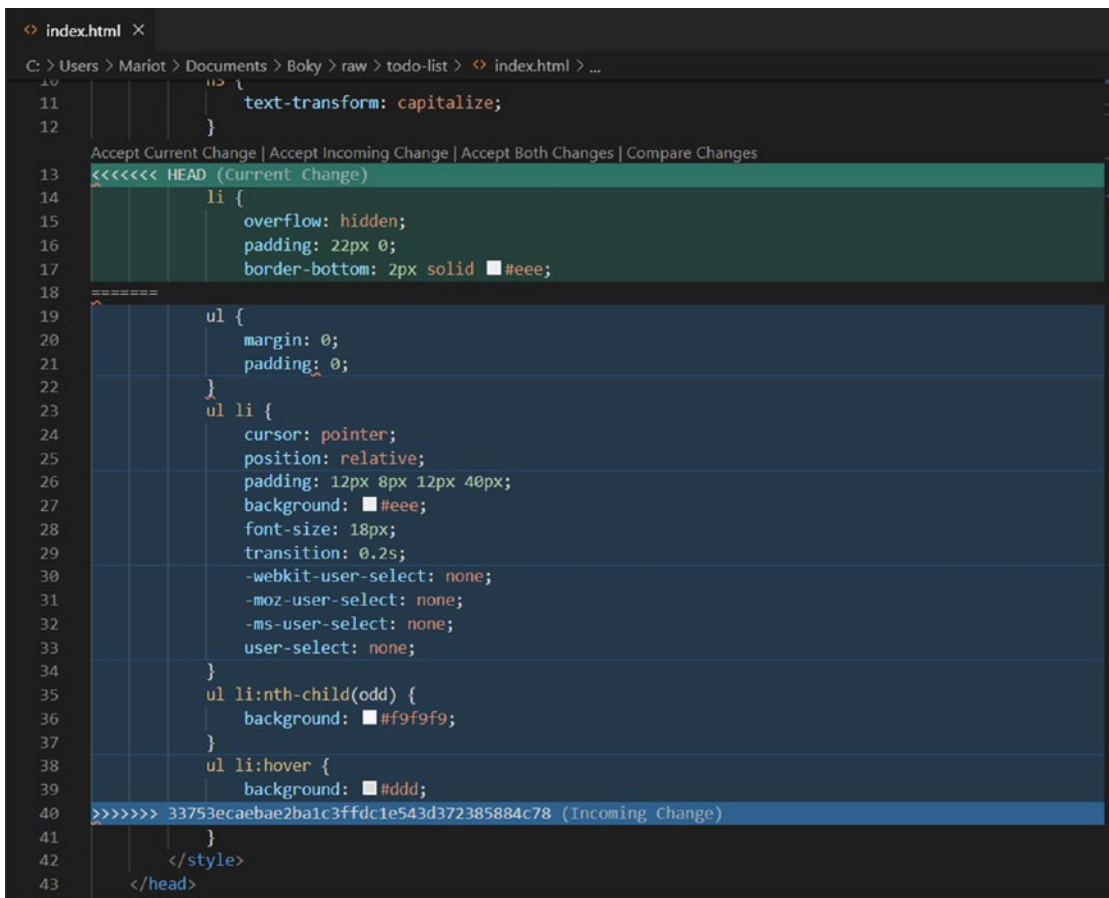 index.html
C: > Users > Mariot > Documents > Boky > raw > todo-list > index.html > ...
10 h3 {
11 text-transform: capitalize;
12 }
Accept Current Change | Accept Incoming Change | Accept Both Changes | Compare Changes
13 <<<<<<< HEAD (Current Change)
14 li {
15 overflow: hidden;
16 padding: 22px 0;
17 border-bottom: 2px solid #eee;
18 =======
19 ul {
20 margin: 0;
21 padding: 0;
22 }
23 ul li {
24 cursor: pointer;
25 position: relative;
26 padding: 12px 8px 12px 40px;
27 background: #eee;
28 font-size: 18px;
29 transition: 0.2s;
30 -webkit-user-select: none;
31 -moz-user-select: none;
32 -ms-user-select: none;
33 user-select: none;
34 }
35 ul li:nth-child(odd) {
36 background: #f9f9f9;
37 }
38 ul li:hover {
39 background: #ddd;
40 >>>>>>> 33753ecaebae2ba1c3ffdc1e543d372385884c78 (Incoming Change)
41 }
42 </style>
43 </head>